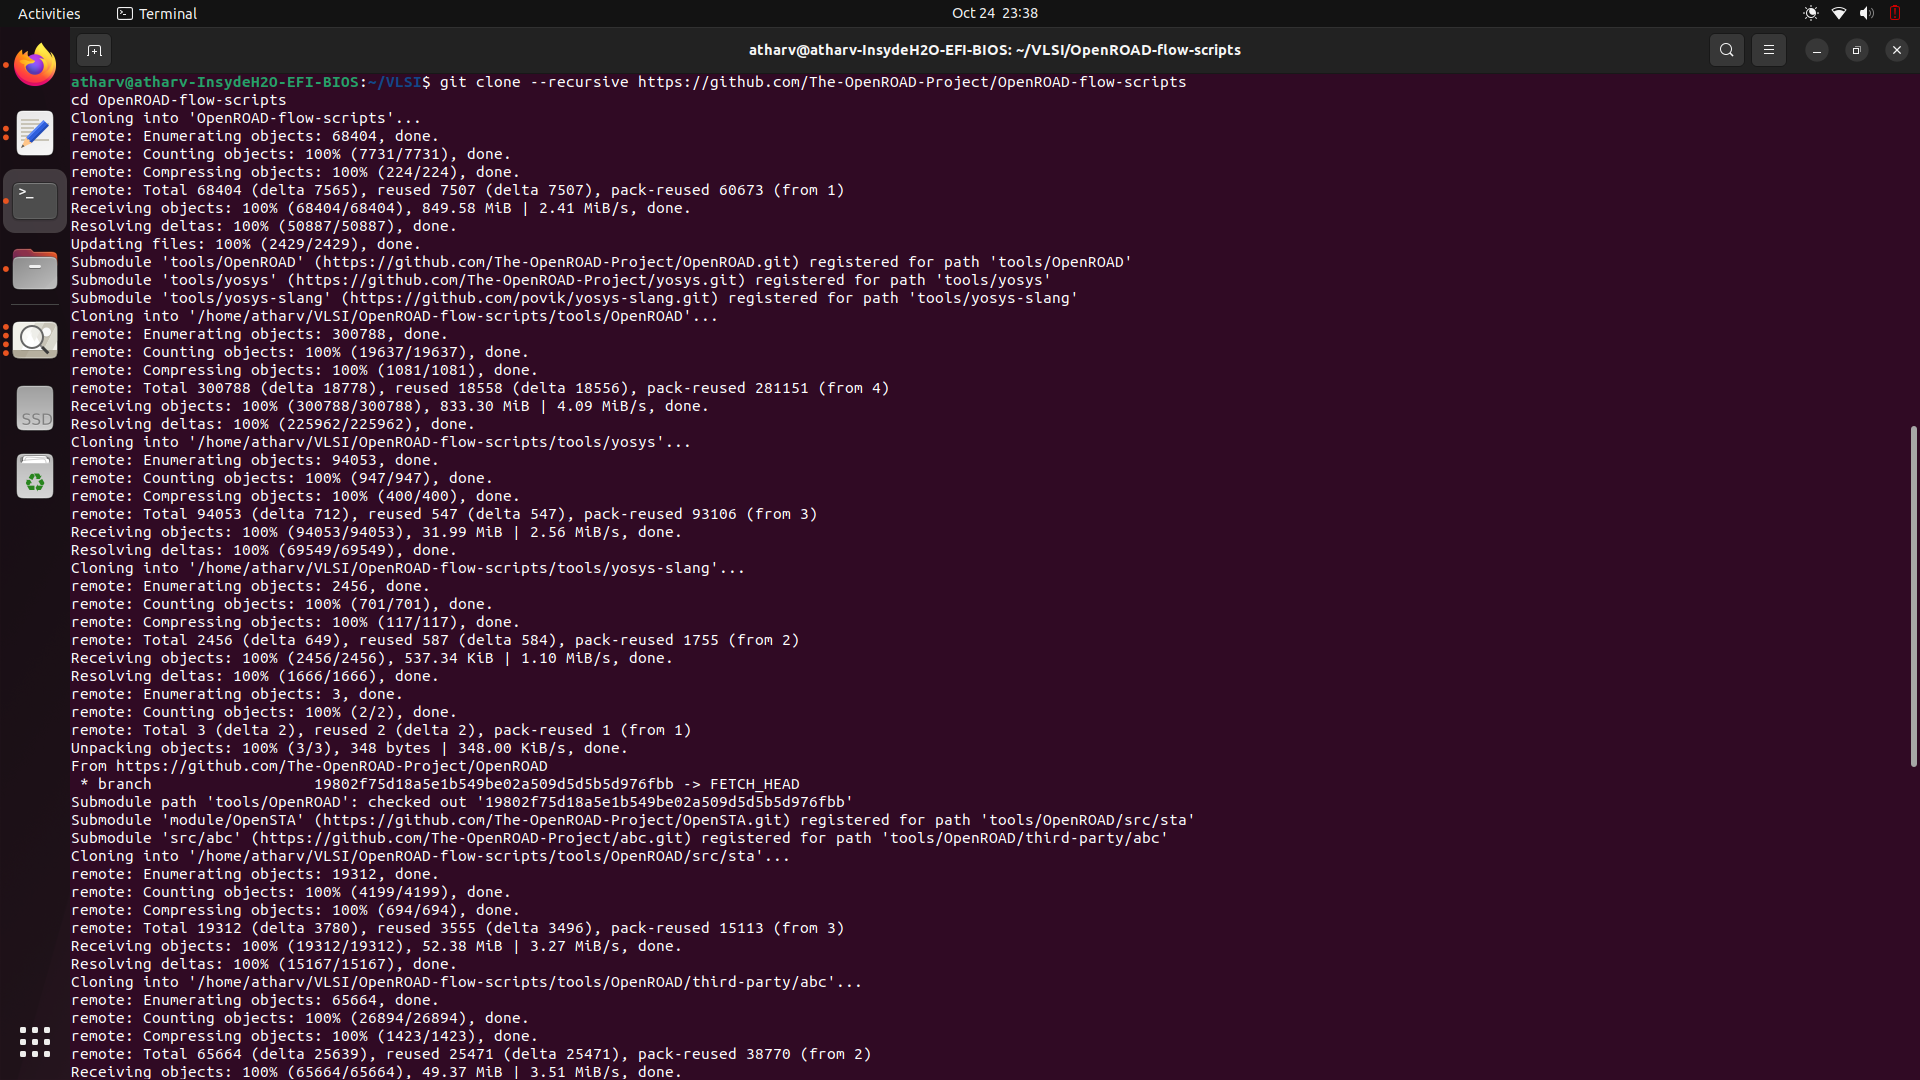 Activities
Terminal
Oct 24 23:38
atharv@atharv-InsydeH2O-EFI-BIOS: ~/VLSI/OpenROAD-flow-scripts
atharv@atharv-InsydeH2O-EFI-BIOS:~/VLSI$ git clone --recursive https://github.com/The-OpenROAD-Project/OpenROAD-flow-scripts
cd OpenROAD-flow-scripts
Cloning into 'OpenROAD-flow-scripts'...
remote: Enumerating objects: 68404, done.
remote: Counting objects: 100% (7731/7731), done.
remote: Compressing objects: 100% (224/224), done.
remote: Total 68404 (delta 7565), reused 7507 (delta 7507), pack-reused 60673 (from 1)
Receiving objects: 100% (68404/68404), 849.58 MiB | 2.41 MiB/s, done.
Resolving deltas: 100% (50887/50887), done.
Updating files: 100% (2429/2429), done.
Submodule 'tools/OpenROAD' (https://github.com/The-OpenROAD-Project/OpenROAD.git) registered for path 'tools/OpenROAD'
Submodule 'tools/yosys' (https://github.com/The-OpenROAD-Project/yosys.git) registered for path 'tools/yosys'
Submodule 'tools/yosys-slang' (https://github.com/povik/yosys-slang.git) registered for path 'tools/yosys-slang'
Cloning into '/home/atharv/VLSI/OpenROAD-flow-scripts/tools/OpenROAD'...
remote: Enumerating objects: 300788, done.
remote: Counting objects: 100% (19637/19637), done.
remote: Compressing objects: 100% (1081/1081), done.
remote: Total 300788 (delta 18778), reused 18558 (delta 18556), pack-reused 281151 (from 4)
Receiving objects: 100% (300788/300788), 833.30 MiB | 4.09 MiB/s, done.
Resolving deltas: 100% (225962/225962), done.
Cloning into '/home/atharv/VLSI/OpenROAD-flow-scripts/tools/yosys'...
remote: Enumerating objects: 94053, done.
remote: Counting objects: 100% (947/947), done.
remote: Compressing objects: 100% (400/400), done.
remote: Total 94053 (delta 712), reused 547 (delta 547), pack-reused 93106 (from 3)
Receiving objects: 100% (94053/94053), 31.99 MiB | 2.56 MiB/s, done.
Resolving deltas: 100% (69549/69549), done.
Cloning into '/home/atharv/VLSI/OpenROAD-flow-scripts/tools/yosys-slang'...
remote: Enumerating objects: 2456, done.
remote: Counting objects: 100% (701/701), done.
remote: Compressing objects: 100% (117/117), done.
remote: Total 2456 (delta 649), reused 587 (delta 584), pack-reused 1755 (from 2)
Receiving objects: 100% (2456/2456), 537.34 KiB | 1.10 MiB/s, done.
Resolving deltas: 100% (1666/1666), done.
remote: Enumerating objects: 3, done.
remote: Counting objects: 100% (2/2), done.
remote: Total 3 (delta 2), reused 2 (delta 2), pack-reused 1 (from 1)
Unpacking objects: 100% (3/3), 348 bytes | 348.00 KiB/s, done.
From https://github.com/The-OpenROAD-Project/OpenROAD
 * branch                  19802f75d18a5e1b549be02a509d5d5b5d976fbb -> FETCH_HEAD
Submodule path 'tools/OpenROAD': checked out '19802f75d18a5e1b549be02a509d5d5b5d976fbb'
Submodule 'module/OpenSTA' (https://github.com/The-OpenROAD-Project/OpenSTA.git) registered for path 'tools/OpenROAD/src/sta'
Submodule 'src/abc' (https://github.com/The-OpenROAD-Project/abc.git) registered for path 'tools/OpenROAD/third-party/abc'
Cloning into '/home/atharv/VLSI/OpenROAD-flow-scripts/tools/OpenROAD/src/sta'...
remote: Enumerating objects: 19312, done.
remote: Counting objects: 100% (4199/4199), done.
remote: Compressing objects: 100% (694/694), done.
remote: Total 19312 (delta 3780), reused 3555 (delta 3496), pack-reused 15113 (from 3)
Receiving objects: 100% (19312/19312), 52.38 MiB | 3.27 MiB/s, done.
Resolving deltas: 100% (15167/15167), done.
Cloning into '/home/atharv/VLSI/OpenROAD-flow-scripts/tools/OpenROAD/third-party/abc'...
remote: Enumerating objects: 65664, done.
remote: Counting objects: 100% (26894/26894), done.
remote: Compressing objects: 100% (1423/1423), done.
remote: Total 65664 (delta 25639), reused 25471 (delta 25471), pack-reused 38770 (from 2)
Receiving objects: 100% (65664/65664), 49.37 MiB | 3.51 MiB/s, done.
SSD